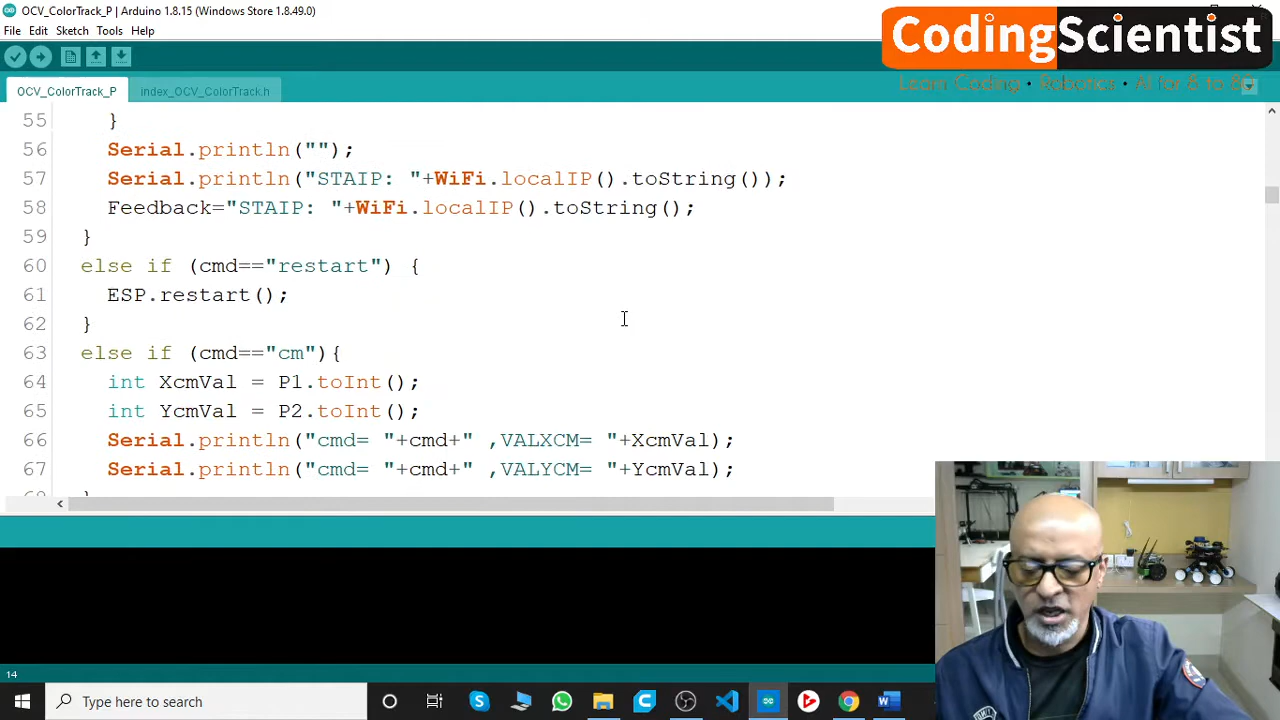 OCV_ColorTrack_P | Arduino 1.8.15 (Windows Store 1.8.49.0)
File Edit Sketch Tools Help
CodingScientist
Learn Coding • Robotics • AI for 8 to 80
OCV_ColorTrack_P
index_OCV_ColorTrack.h
55 }
56 Serial.println("");
57 Serial.println("STAIP: "+WiFi.localIP().toString());
58 Feedback="STAIP: "+WiFi.localIP().toString();
59 }
60 else if (cmd=="restart") {
61 ESP.restart();
62 }
63 else if (cmd=="cm"){
64 int XcmVal = P1.toInt();
65 int YcmVal = P2.toInt();
66 Serial.println("cmd= "+cmd+" ,VALXCM= "+XcmVal);
67 Serial.println("cmd= "+cmd+" ,VALYCM= "+YcmVal);
14
Type here to search